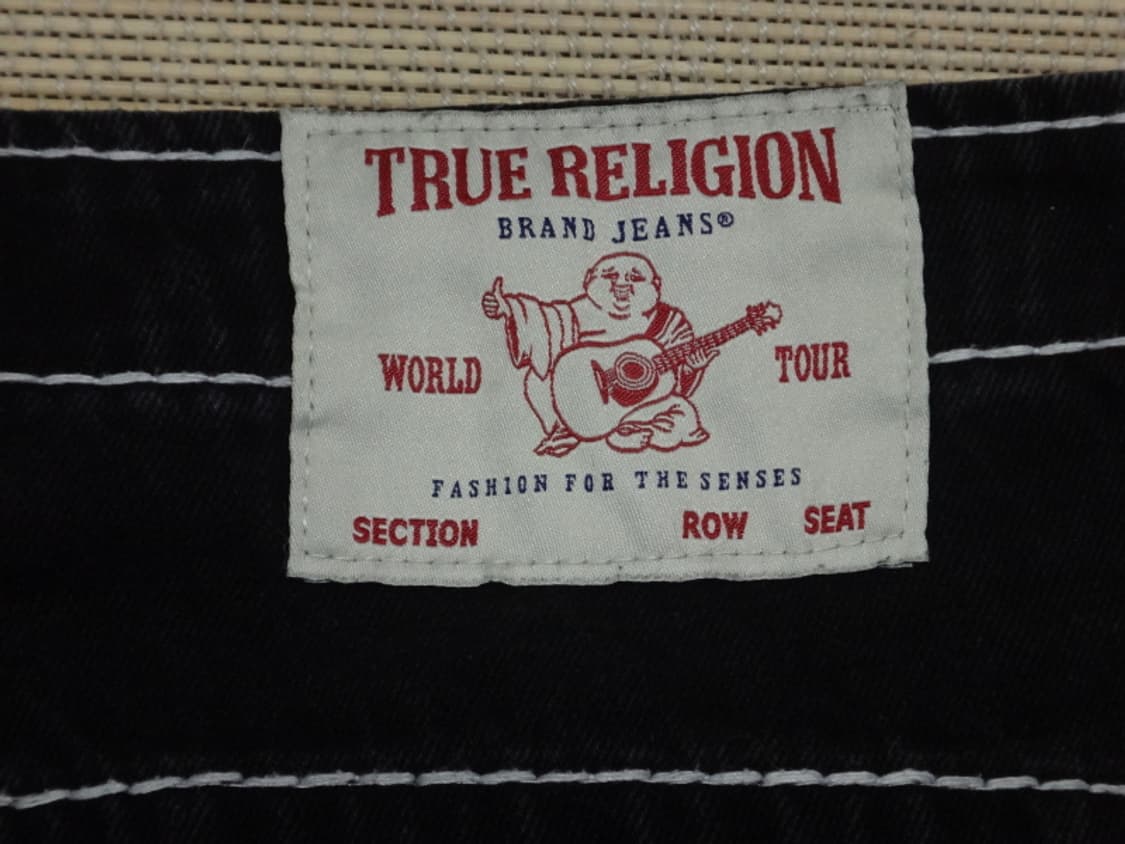 TRUE RELIGION
BRAND JEANS®
WORLD TOUR
FASHION FOR THE SENSES
SECTION ROW SEAT